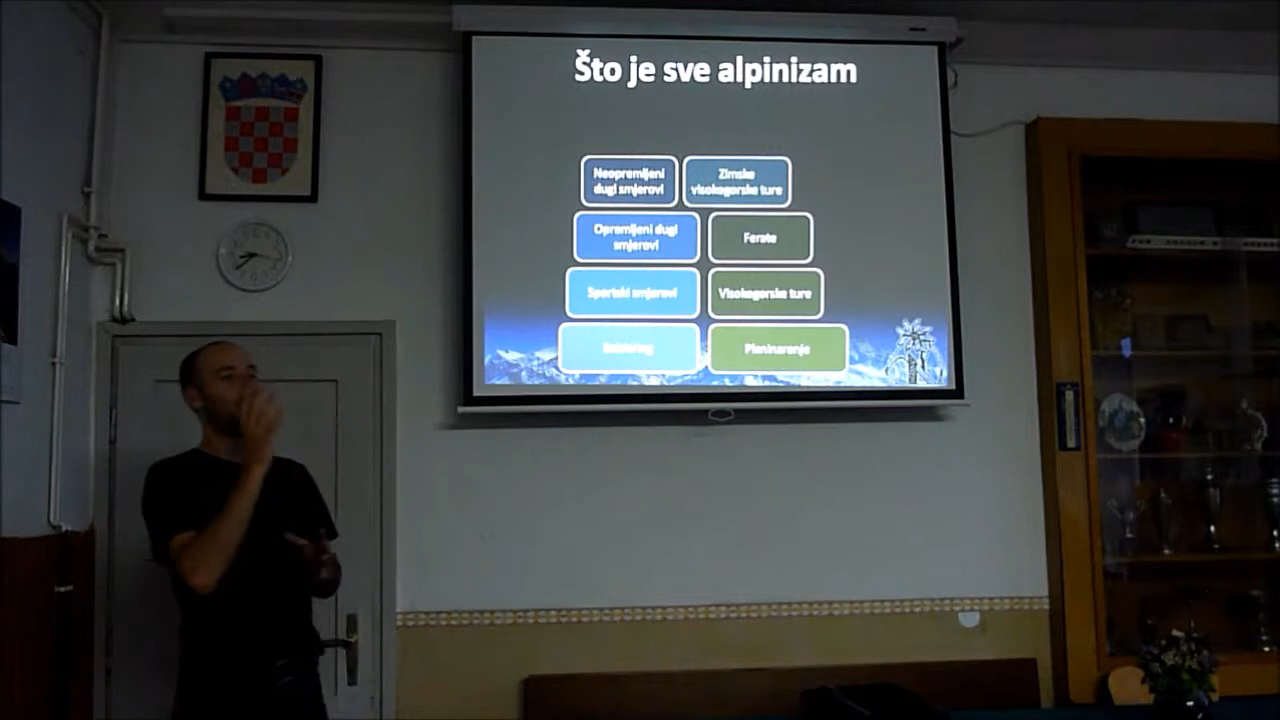 Što je sve alpinizam
Neopremljeni
dugi smjerovi
Zimske
visokogorske ture
Opremljeni dugi
smjerovi
Ferate
Sportski smjerovi
Visokogorske ture
Planinarenje